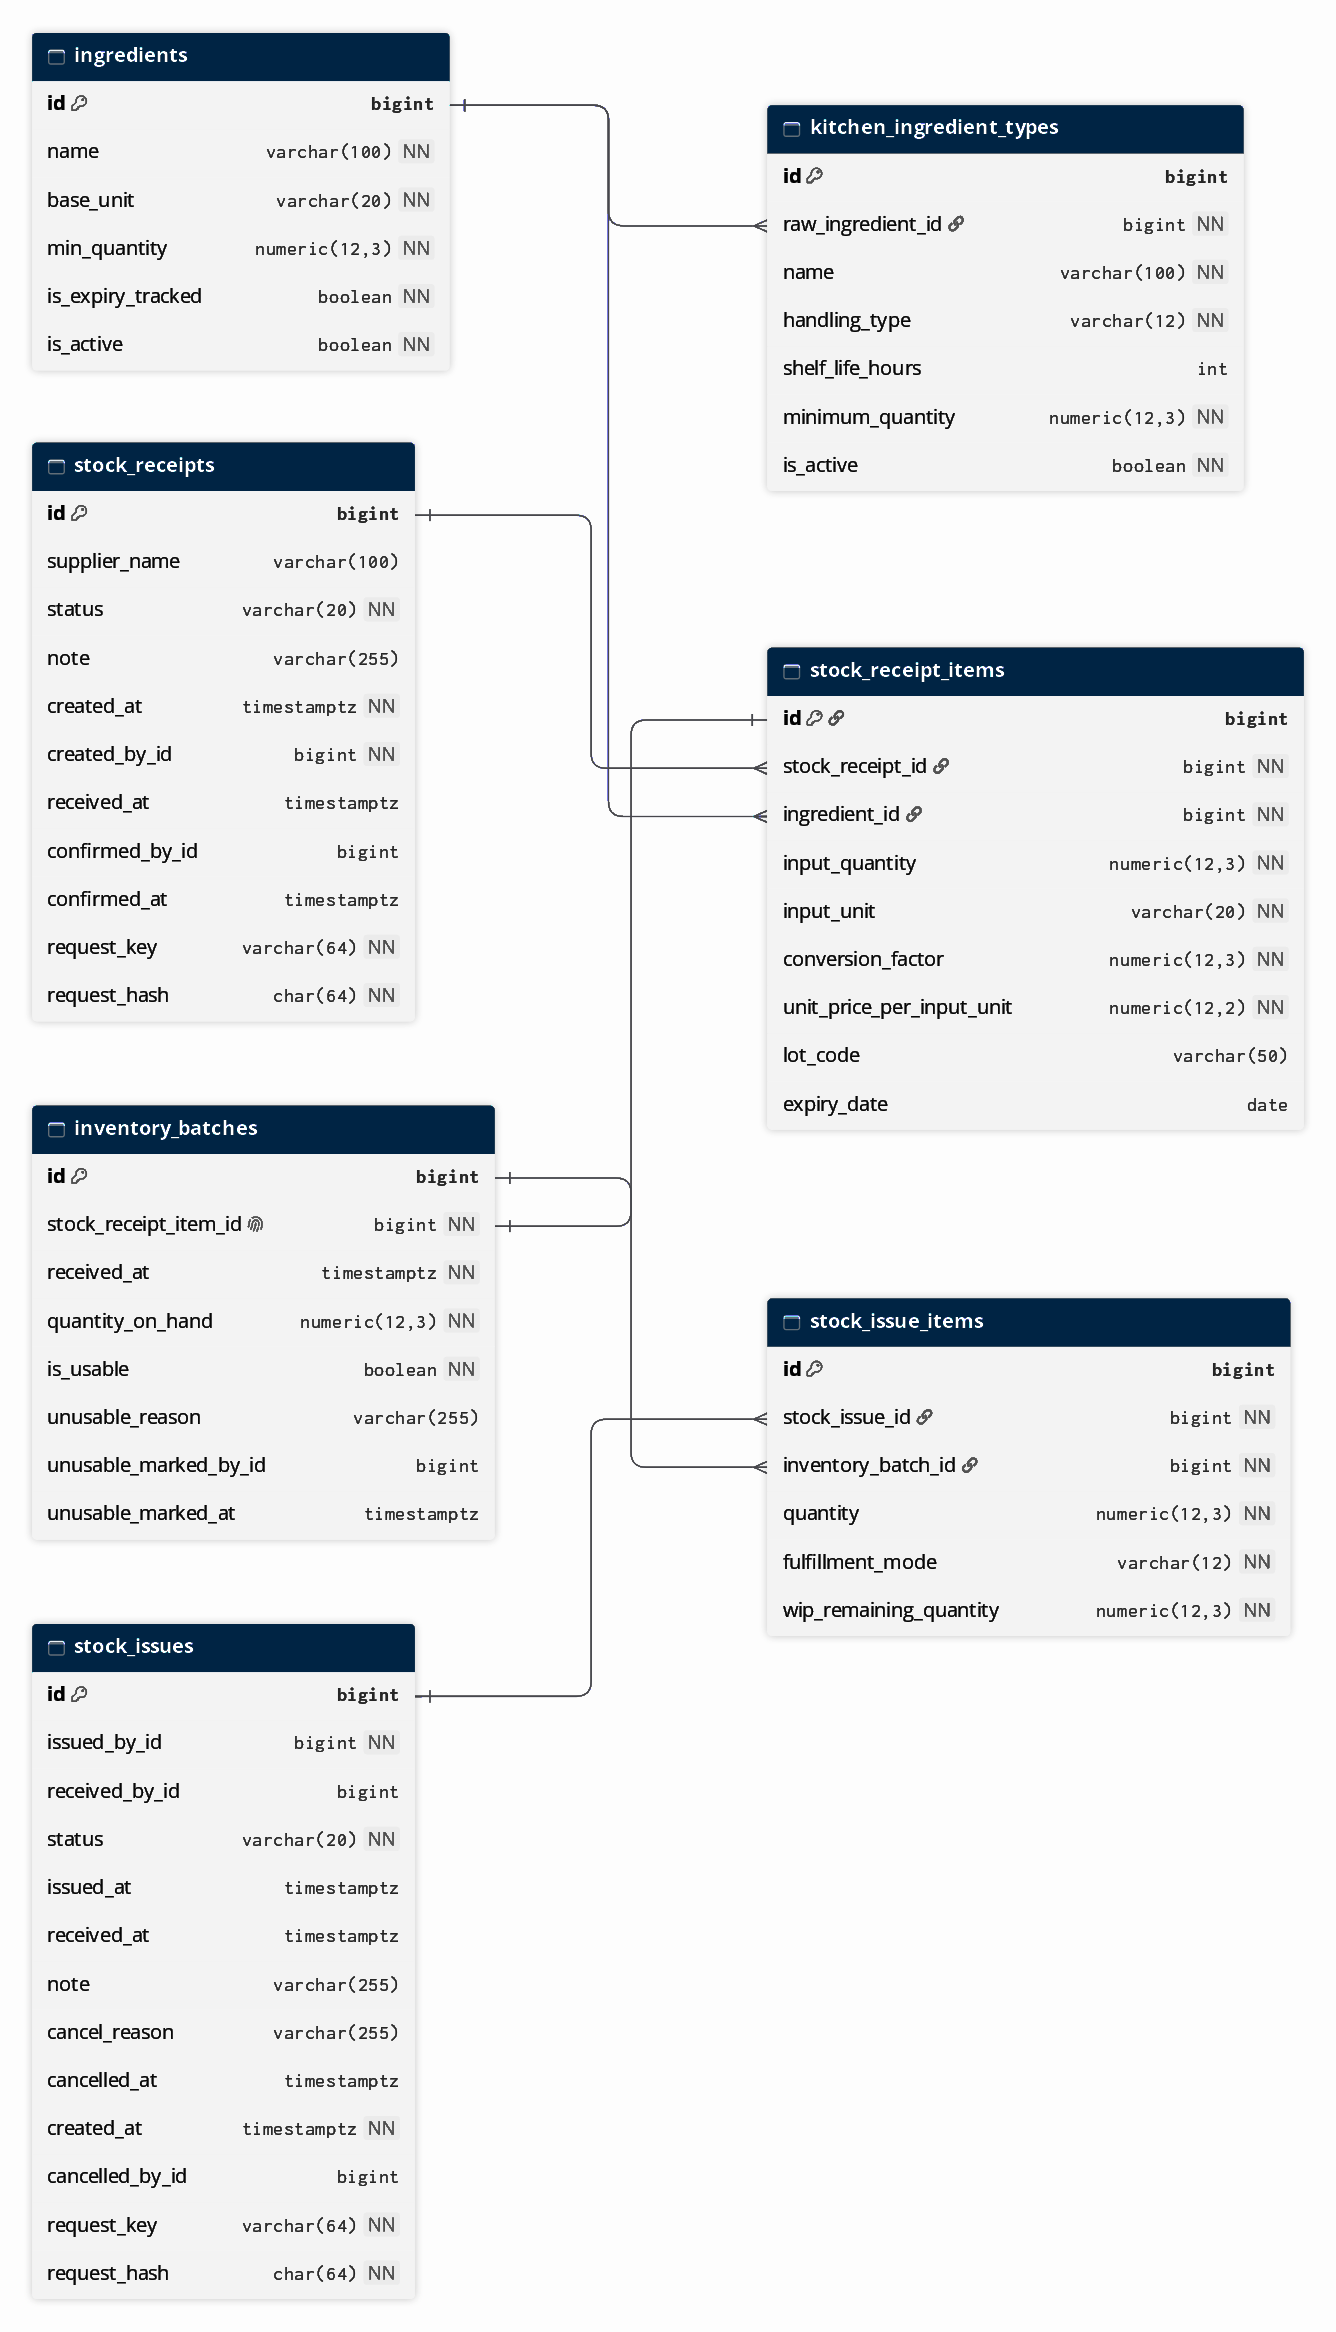 ingredients
id bigint
name varchar(100) NN
base_unit varchar(20) NN
min_quantity numeric(12,3) NN
is_expiry_tracked boolean NN
is_active boolean NN
kitchen_ingredient_types
id bigint
raw_ingredient_id bigint NN
name varchar(100) NN
handling_type varchar(12) NN
shelf_life_hours int
minimum_quantity numeric(12,3) NN
is_active boolean NN
stock_receipts
id bigint
supplier_name varchar(100)
status varchar(20) NN
note varchar(255)
created_at timestamptz NN
created_by_id bigint NN
received_at timestamptz
confirmed_by_id bigint
confirmed_at timestamptz
request_key varchar(64) NN
request_hash char(64) NN
stock_receipt_items
id bigint
stock_receipt_id bigint NN
ingredient_id bigint NN
input_quantity numeric(12,3) NN
input_unit varchar(20) NN
conversion_factor numeric(12,3) NN
unit_price_per_input_unit numeric(12,2) NN
lot_code varchar(50)
expiry_date date
inventory_batches
id bigint
stock_receipt_item_id bigint NN
received_at timestamptz NN
quantity_on_hand numeric(12,3) NN
is_usable boolean NN
unusable_reason varchar(255)
unusable_marked_by_id bigint
unusable_marked_at timestamptz
stock_issue_items
id bigint
stock_issue_id bigint NN
inventory_batch_id bigint NN
quantity numeric(12,3) NN
fulfillment_mode varchar(12) NN
wip_remaining_quantity numeric(12,3) NN
stock_issues
id bigint
issued_by_id bigint NN
received_by_id bigint
status varchar(20) NN
issued_at timestamptz
received_at timestamptz
note varchar(255)
cancel_reason varchar(255)
cancelled_at timestamptz
created_at timestamptz NN
cancelled_by_id bigint
request_key varchar(64) NN
request_hash char(64) NN